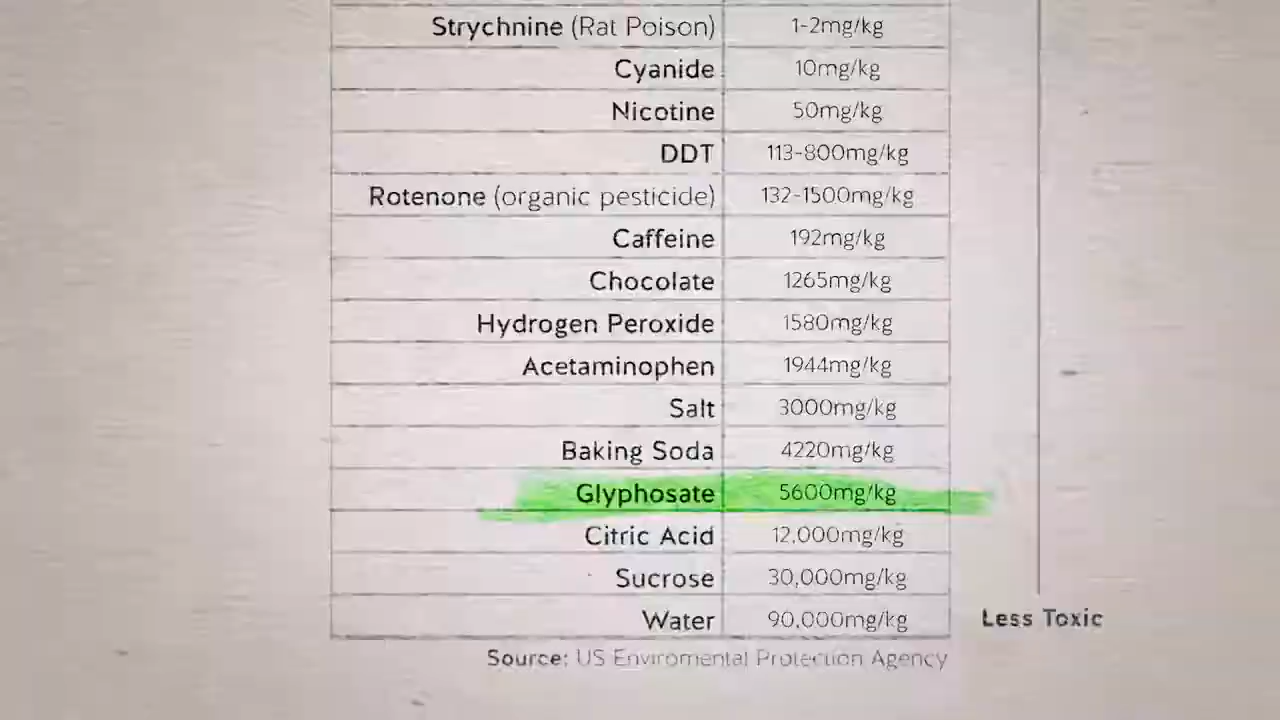 Strychnine (Rat Poison) 1-2mg/kg
Cyanide 10mg/kg
Nicotine 50mg/kg
DDT 113-800mg/kg
Rotenone (organic pesticide) 132-1500mg/kg
Caffeine 192mg/kg
Chocolate 1265mg/kg
Hydrogen Peroxide 1580mg/kg
Acetaminophen 1944mg/kg
Salt 3000mg/kg
Baking Soda 4220mg/kg
Glyphosate 5600mg/kg
Citric Acid 12,000mg/kg
Sucrose 30,000mg/kg
Water 90,000mg/kg
Less Toxic
Source: US Enviromental Protection Agency